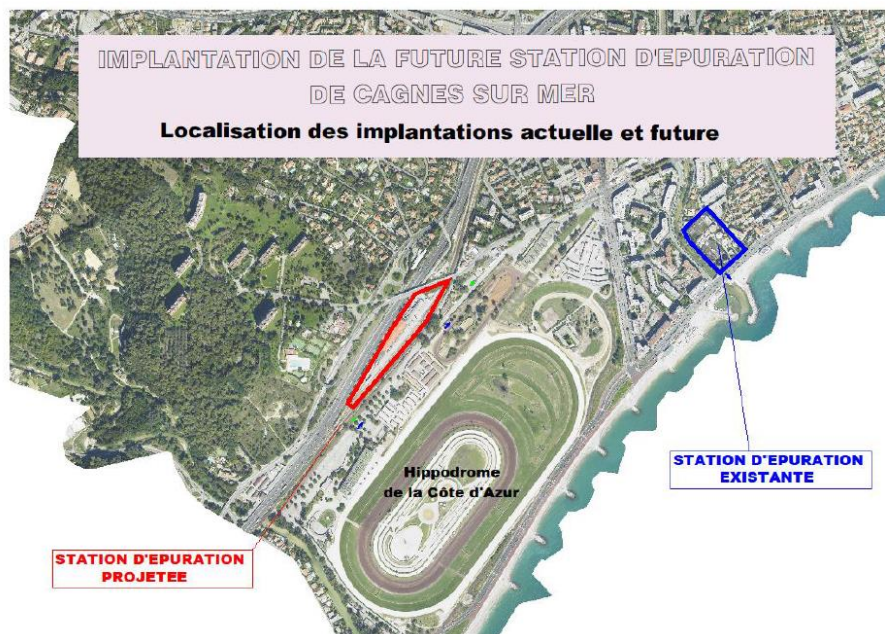 IMPLANTATION DE LA FUTURE STATION D'EPURATION
DE CAGNES SUR MER
Localisation des implantations actuelle et future
STATION D'EPURATION
EXISTANTE
Hippodrome
de la Côte d'Azur
STATION D'EPURATION
PROJETEE